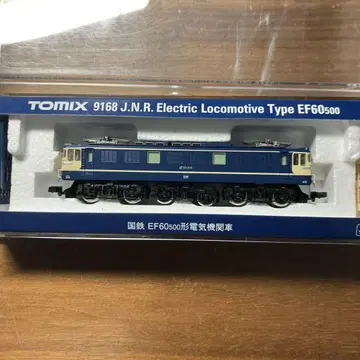 TOMIX 9168 J.N.R. Electric Locomotive Type EF60500
国鉄 EF60500形電気機関車